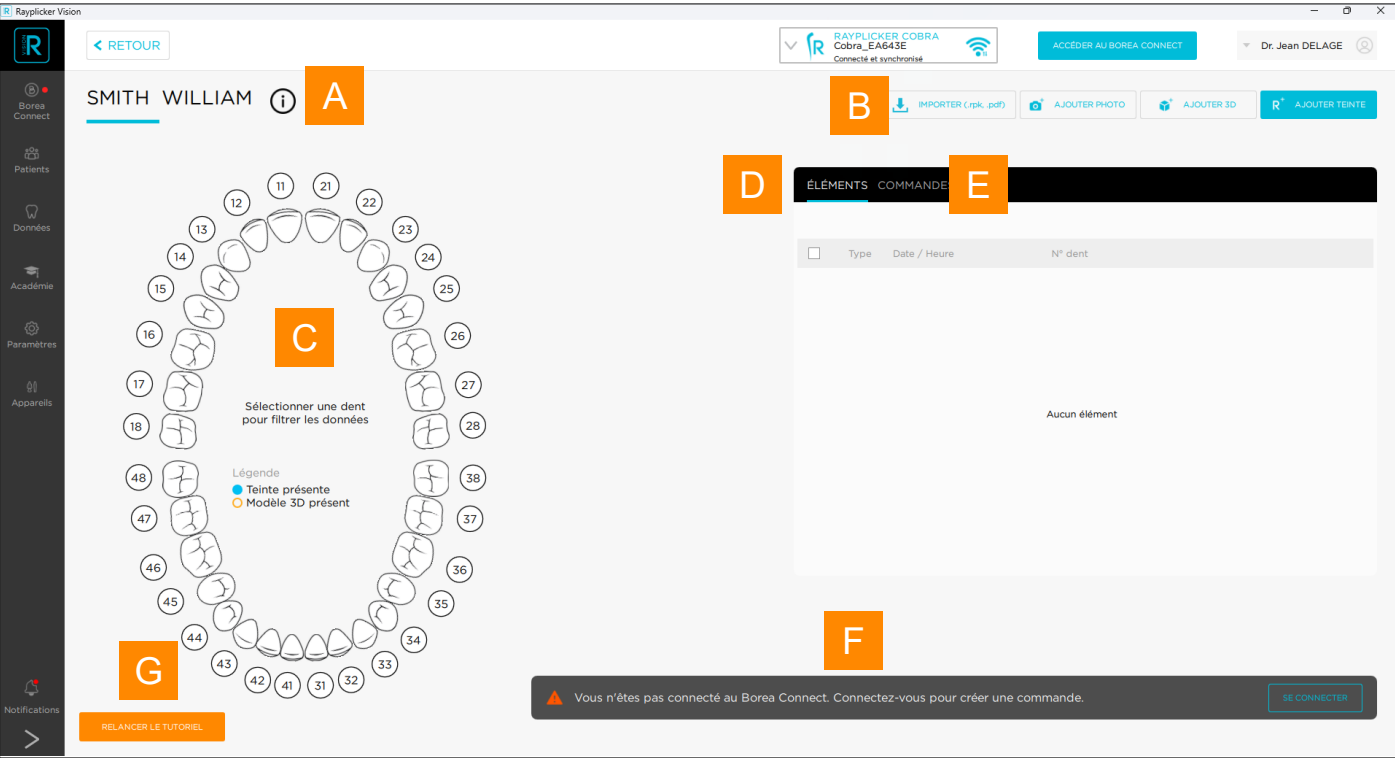 R Rayplicker Vision
VISION R
RETOUR
RAYPLICKER COBRA
Cobra_EA643E
Connecté et synchronisé
ACCÉDER AU BOREA CONNECT
Dr. Jean DELAGE
Borea
Connect
Patients
Données
Académie
Paramètres
Appareils
Notifications
SMITH WILLIAM
A
B
IMPORTER (.rpk, .pdf)
AJOUTER PHOTO
AJOUTER 3D
R+ AJOUTER TEINTE
D
ÉLÉMENTS COMMANDES
E
Type Date / Heure N° dent
Aucun élément
11 21
12 22
13 23
14 24
15 25
16 26
C
17 27
Sélectionner une dent
pour filtrer les données
18 28
48 38
Légende
Teinte présente
Modèle 3D présent
47 37
46 36
45 35
44 34
43 33
42 41 31 32
G
RELANCER LE TUTORIEL
F
Vous n'êtes pas connecté au Borea Connect. Connectez-vous pour créer une commande.
SE CONNECTER